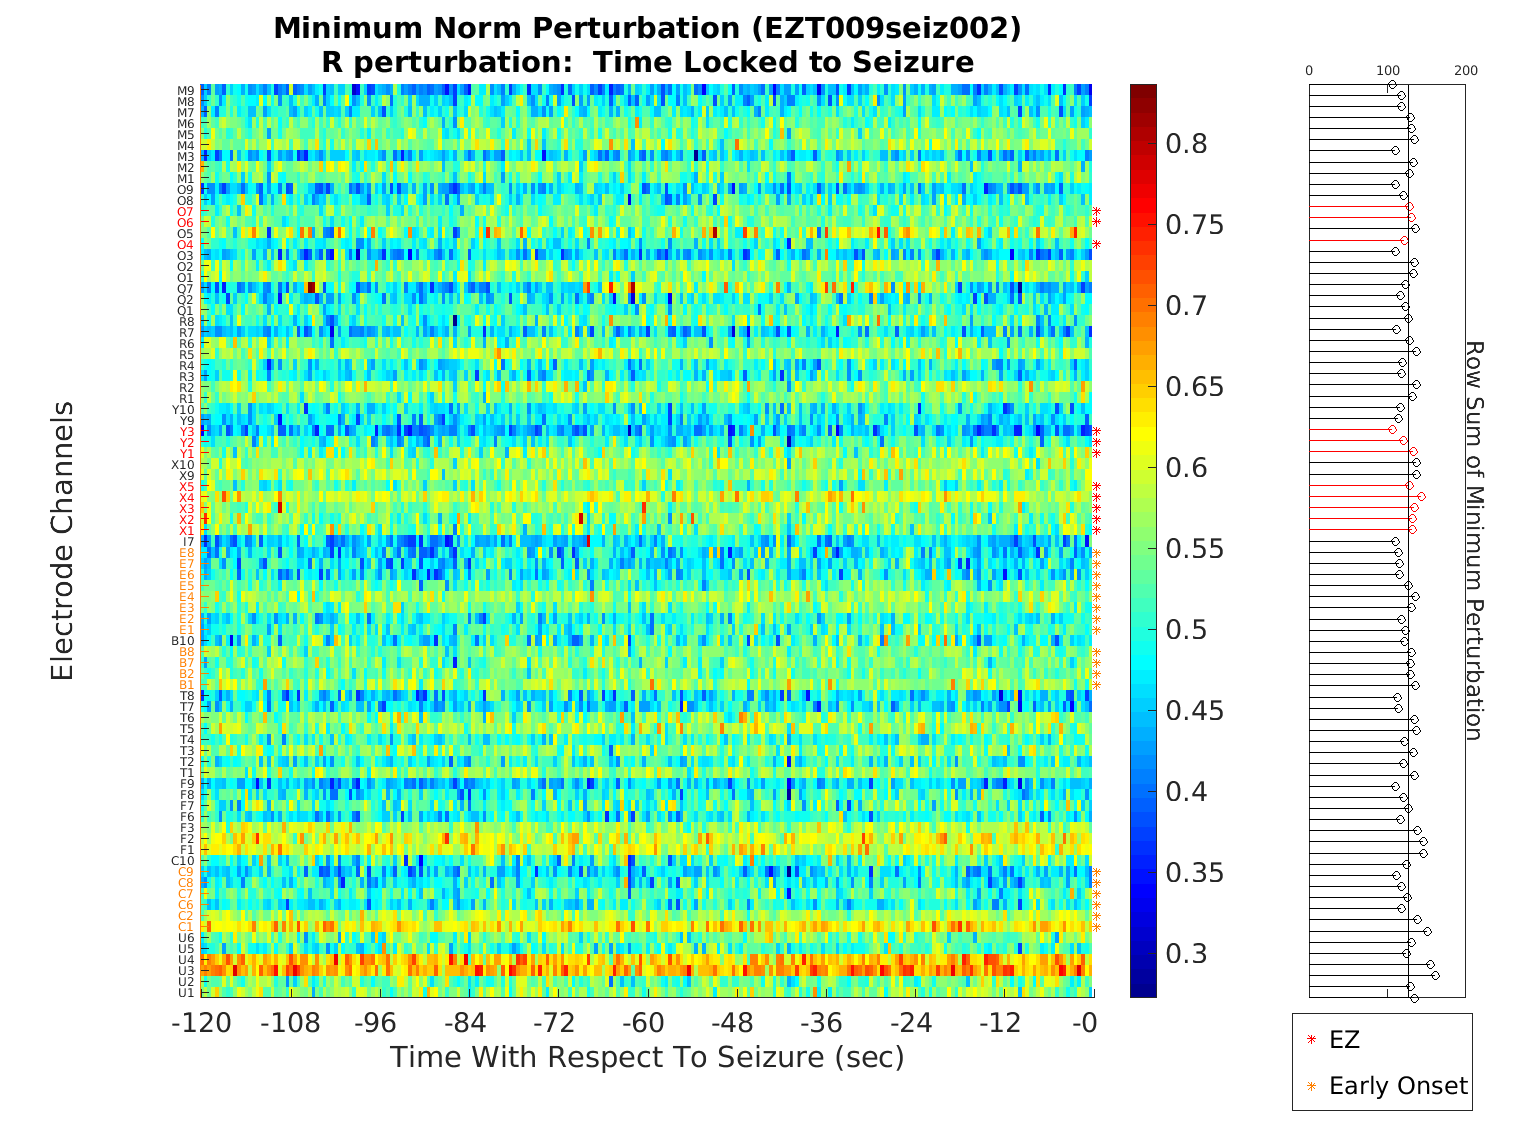 Minimum Norm Perturbation (EZT009seiz002)
R perturbation:  Time Locked to Seizure
Electrode Channels
M9
M8
M7
M6
M5
M4
M3
M2
M1
O9
O8
O7
O6
O5
O4
O3
O2
O1
Q7
Q2
Q1
R8
R7
R6
R5
R4
R3
R2
R1
Y10
Y9
Y3
Y2
Y1
X10
X9
X5
X4
X3
X2
X1
I7
E8
E7
E6
E5
E4
E3
E2
E1
B10
B8
B7
B2
B1
T8
T7
T6
T5
T4
T3
T2
T1
F9
F8
F7
F6
F3
F2
F1
C10
C9
C8
C7
C6
C2
C1
U6
U5
U4
U3
U2
U1
-120 -108 -96 -84 -72 -60 -48 -36 -24 -12 -0
Time With Respect To Seizure (sec)
0.8
0.75
0.7
0.65
0.6
0.55
0.5
0.45
0.4
0.35
0.3
0 100 200
Row Sum of Minimum Perturbation
EZ
Early Onset